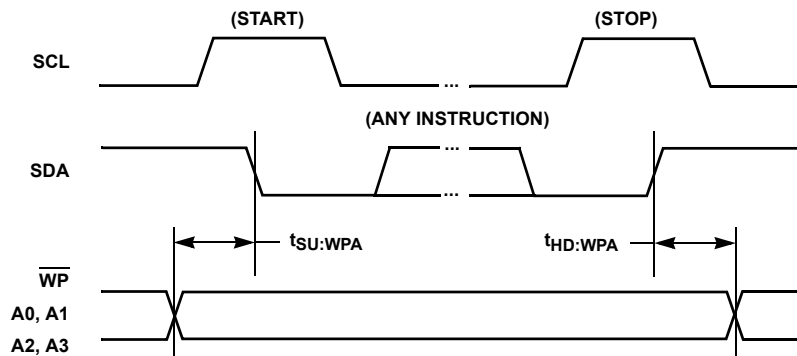 (START)
(STOP)
SCL
...
(ANY INSTRUCTION)
...
SDA
...
tSU:WPA
tHD:WPA
WP
A0, A1
A2, A3